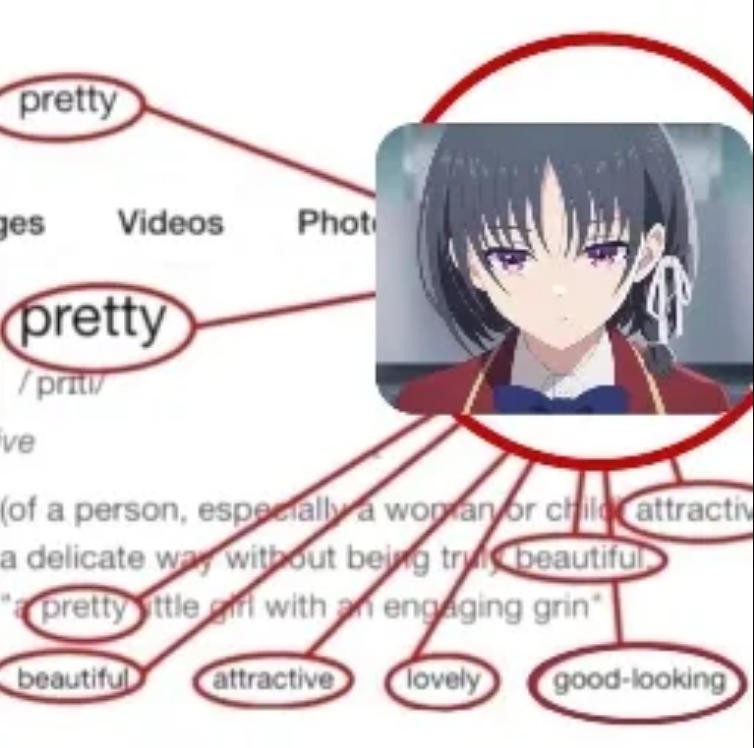 pretty
ges Videos Phot
pretty
/ˈprɪti/
ive
(of a person, especially a woman or child) attractiv
a delicate way without being truly beautiful.
"a pretty little girl with an engaging grin"
beautiful attractive lovely good-looking